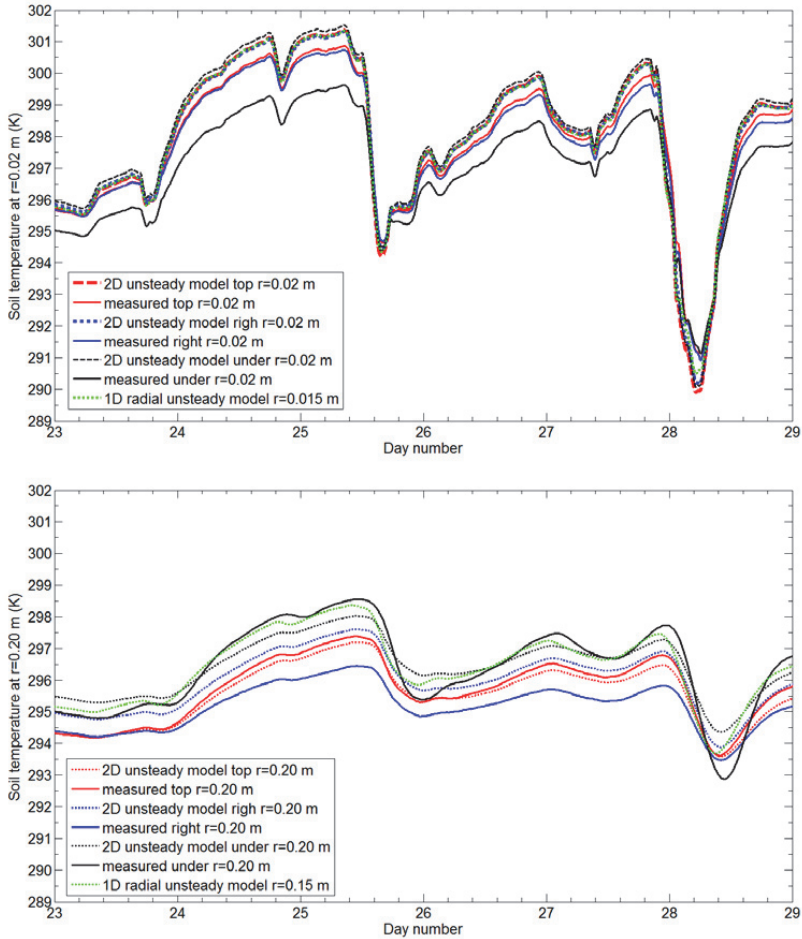 302
301
300
299
298
297
296
295
294
293
292
291
290
289
Soil temperature at r=0.02 m (K)
2D unsteady model top r=0.02 m
measured top r=0.02 m
2D unsteady model righ r=0.02 m
measured right r=0.02 m
2D unsteady model under r=0.02 m
measured under r=0.02 m
1D radial unsteady model r=0.015 m
23 24 25 26 27 28 29
Day number
302
301
300
299
298
297
296
295
294
293
292
291
290
289
Soil temperature at r=0.20 m (K)
2D unsteady model top r=0.20 m
measured top r=0.20 m
2D unsteady model righ r=0.20 m
measured right r=0.20 m
2D unsteady model under r=0.20 m
measured under r=0.20 m
1D radial unsteady model r=0.15 m
23 24 25 26 27 28 29
Day number